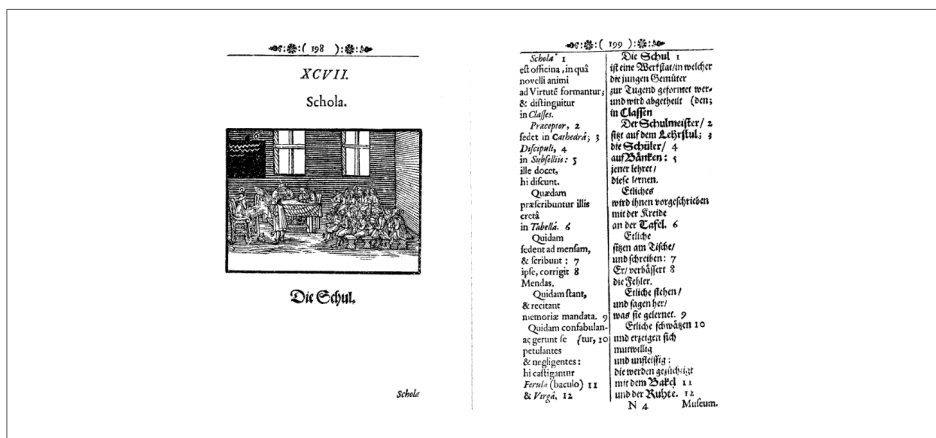 ( 198 )
XCVII.
Schola.
Die Schul.
Schola
( 199 )
Schola 1
est officina, in quâ
novelli animi
ad Virtutē formantur;
& distinguitur
in Classes.
Præceptor, 2
sedet in Cathedrâ; 3
Discipuli, 4
in Subselliis: 5
ille docet,
hi discunt.
Quædam
præscribuntur illis
cretâ
in Tabellâ. 6
Quidam
sedent ad mensam,
& scribunt: 7
ipse, corrigit 8
Mendas.
Quidam stant,
& recitant
memoriæ mandata. 9
Quidam confabulan-
ac gerunt se (tur, 10
petulantes
& negligentes:
hi castigantur
Ferula (baculo) 11
& Virgâ. 12
Die Schul 1
ist eine Werkstat/in welcher
die jungen Gemüter
zur Tugend geformet wer-
und wird abgetheilt (den;
in Classen
Der Schulmeister/ 2
sitzt auf dem Lehrstul; 3
die Schüler/ 4
auf Bänken: 5
jener lehret/
diese lernen.
Etliches
wird ihnen vorgeschrieben
mit der Kreide
an der Tafel. 6
Etliche
sitzen am Tische/
und schreiben: 7
Er/ verbässert 8
die Fehler.
Etliche stehen/
und sagen her/
was sie gelernet. 9
Etliche schwätzen 10
und erzeigen sich
mutwillig
und unfleissig:
die werden gezüchtigt
mit dem Bakel 11
und der Ruhte. 12
N 4 Museum.